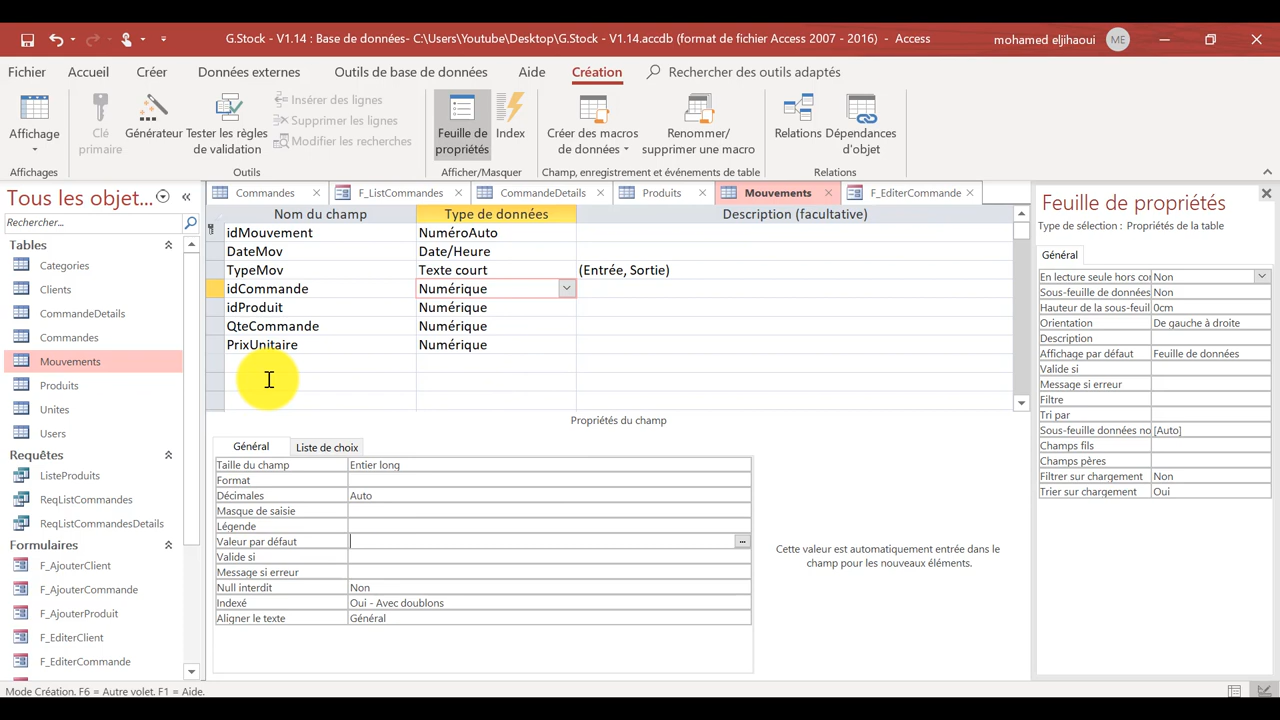 G.Stock - V1.14 : Base de données- C:\Users\Youtube\Desktop\G.Stock - V1.14.accdb (format de fichier Access 2007 - 2016) - Access
mohamed eljihaoui ME
Fichier Accueil Créer Données externes Outils de base de données Aide Création Rechercher des outils adaptés
Affichage
Clé primaire
Générateur
Tester les règles de validation
Insérer des lignes
Supprimer les lignes
Modifier les recherches
Feuille de propriétés
Index
Créer des macros de données
Renommer/ supprimer une macro
Relations
Dépendances d'objet
Affichages Outils Afficher/Masquer Champ, enregistrement et événements de table Relations
Tous les objet...
Rechercher...
Tables
Categories
Clients
CommandeDetails
Commandes
Mouvements
Produits
Unites
Users
Requêtes
ListeProduits
ReqListCommandes
ReqListCommandesDetails
Formulaires
F_AjouterClient
F_AjouterCommande
F_AjouterProduit
F_EditerClient
F_EditerCommande
Commandes F_ListCommandes CommandeDetails Produits Mouvements F_EditerCommande
Nom du champ Type de données Description (facultative)
idMouvement NuméroAuto
DateMov Date/Heure
TypeMov Texte court (Entrée, Sortie)
idCommande Numérique
idProduit Numérique
QteCommande Numérique
PrixUnitaire Numérique
Propriétés du champ
Général Liste de choix
Taille du champ Entier long
Format
Décimales Auto
Masque de saisie
Légende
Valeur par défaut ...
Valide si
Message si erreur
Null interdit Non
Indexé Oui - Avec doublons
Aligner le texte Général
Cette valeur est automatiquement entrée dans le
champ pour les nouveaux éléments.
Feuille de propriétés
Type de sélection : Propriétés de la table
Général
En lecture seule hors co Non
Sous-feuille de données Non
Hauteur de la sous-feuil 0cm
Orientation De gauche à droite
Description
Affichage par défaut Feuille de données
Valide si
Message si erreur
Filtre
Tri par
Sous-feuille données no [Auto]
Champs fils
Champs pères
Filtrer sur chargement Non
Trier sur chargement Oui
Mode Création. F6 = Autre volet. F1 = Aide.